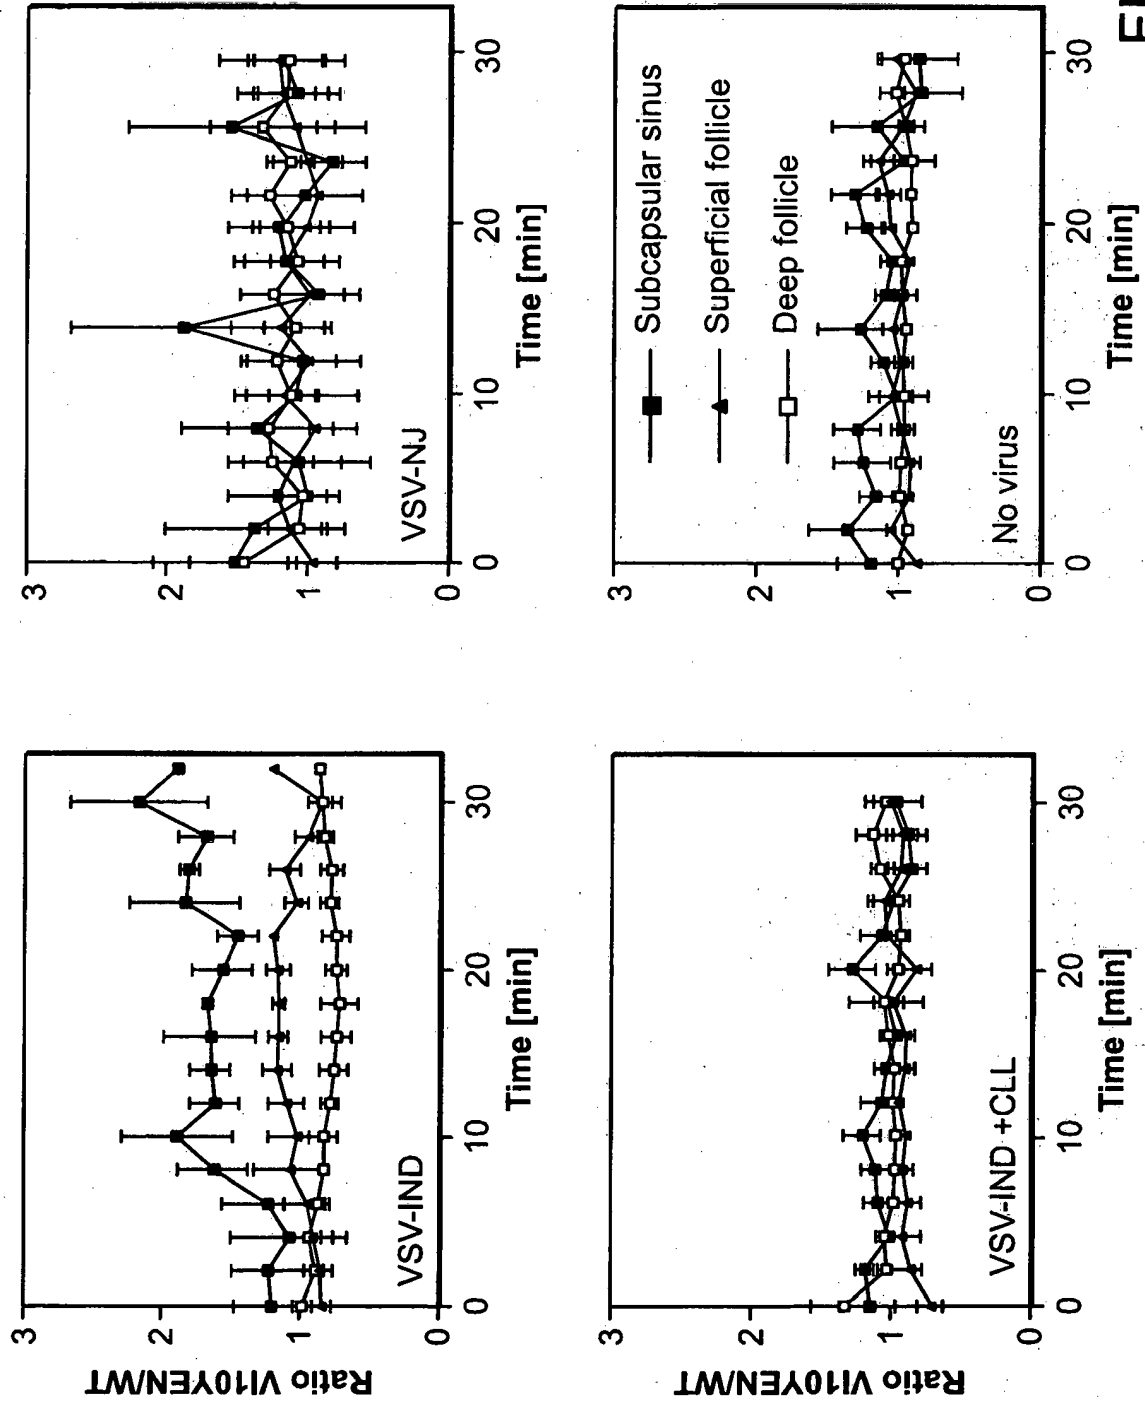 Ratio VI10YEN/WT
3
2
1
0
VSV-IND
0
10
20
30
Time [min]
3
2
1
0
VSV-NJ
0
10
20
30
Time [min]
Ratio VI10YEN/WT
3
2
1
0
VSV-IND +CLL
0
10
20
30
Time [min]
3
2
1
0
Subcapsular sinus
Superficial follicle
Deep follicle
No virus
0
10
20
30
Time [min]